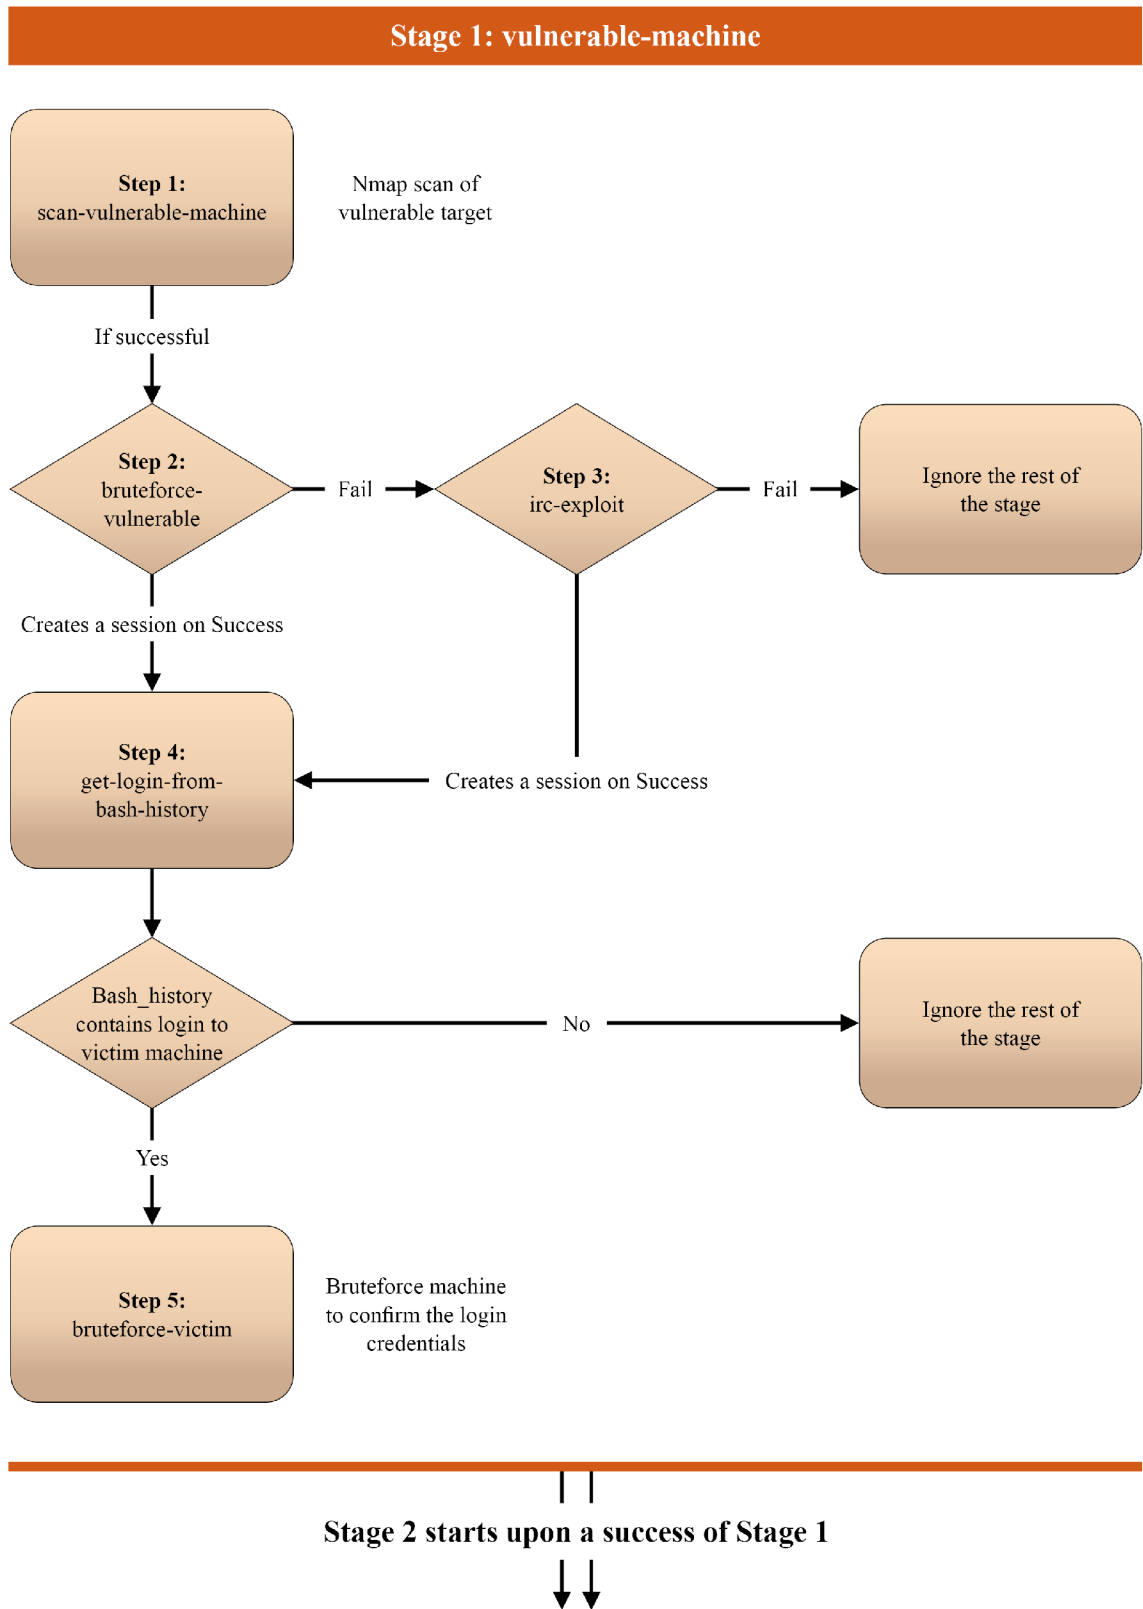 Stage 1: vulnerable-machine
Step 1:
scan-vulnerable-machine
Nmap scan of
vulnerable target
If successful
Step 2:
bruteforce-
vulnerable
Fail
Step 3:
irc-exploit
Fail
Ignore the rest of
the stage
Creates a session on Success
Step 4:
get-login-from-
bash-history
Creates a session on Success
Bash_history
contains login to
victim machine
No
Ignore the rest of
the stage
Yes
Step 5:
bruteforce-victim
Bruteforce machine
to confirm the login
credentials
Stage 2 starts upon a success of Stage 1